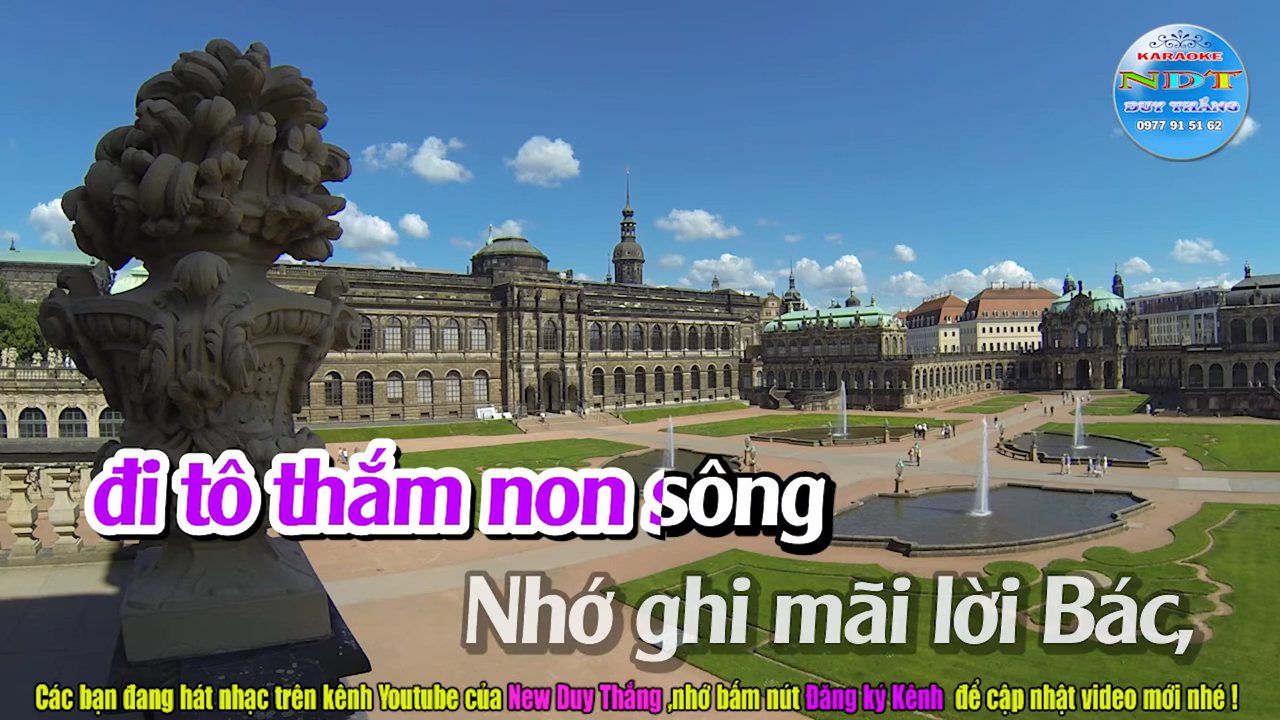 KARAOKE
NDT
DUY THẮNG
0977 91 51 62
đi tô thắm non sông
Nhớ ghi mãi lời Bác,
Các bạn đang hát nhạc trên kênh Youtube của New Duy Thắng ,nhớ bấm nút Đăng ký Kênh để cập nhật video mới nhé !